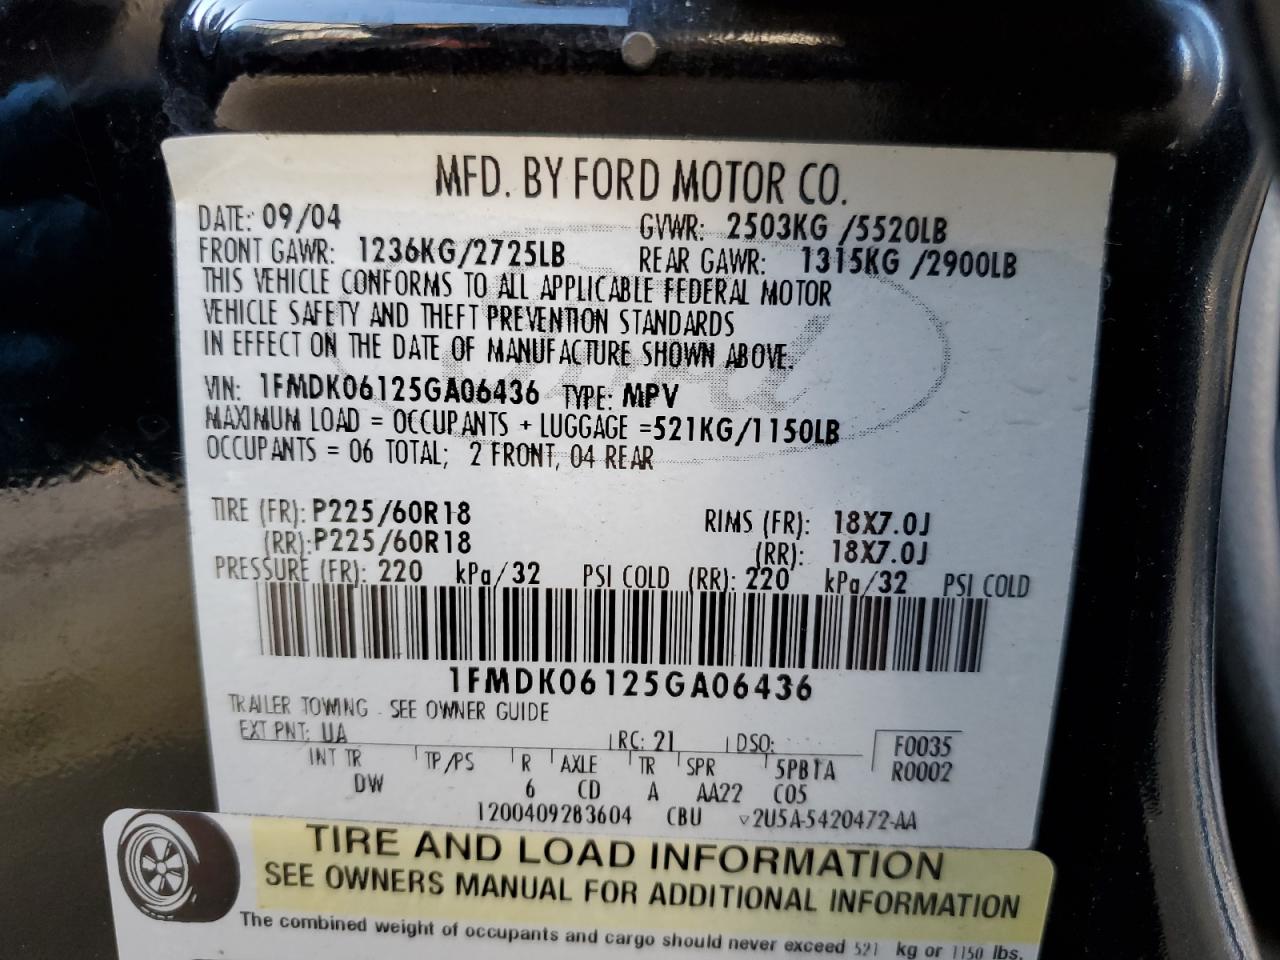 MFD. BY FORD MOTOR CO.
DATE: 09/04 GVWR: 2503KG /5520LB
FRONT GAWR: 1236KG/2725LB REAR GAWR: 1315KG /2900LB
THIS VEHICLE CONFORMS TO ALL APPLICABLE FEDERAL MOTOR
VEHICLE SAFETY AND THEFT PREVENTION STANDARDS
IN EFFECT ON THE DATE OF MANUFACTURE SHOWN ABOVE.
VIN: 1FMDK06125GA06436 TYPE: MPV
MAXIMUM LOAD = OCCUPANTS + LUGGAGE =521KG/1150LB
OCCUPANTS = 06 TOTAL; 2 FRONT, 04 REAR
TIRE (FR): P225/60R18 RIMS (FR): 18X7.0J
(RR): P225/60R18 (RR): 18X7.0J
PRESSURE (FR): 220 kPa/32 PSI COLD (RR): 220 kPa/32 PSI COLD
1FMDK06125GA06436
TRAILER TOWING - SEE OWNER GUIDE
EXT PNT: UA RC: 21 DSO: F0035
INT TR TP/PS R AXLE TR SPR 5PBTA R0002
DW 6 CD A AA22 C05
1200409283604 CBU ▽2U5A-5420472-AA
TIRE AND LOAD INFORMATION
SEE OWNERS MANUAL FOR ADDITIONAL INFORMATION
The combined weight of occupants and cargo should never exceed 521 kg or 1150 lbs.